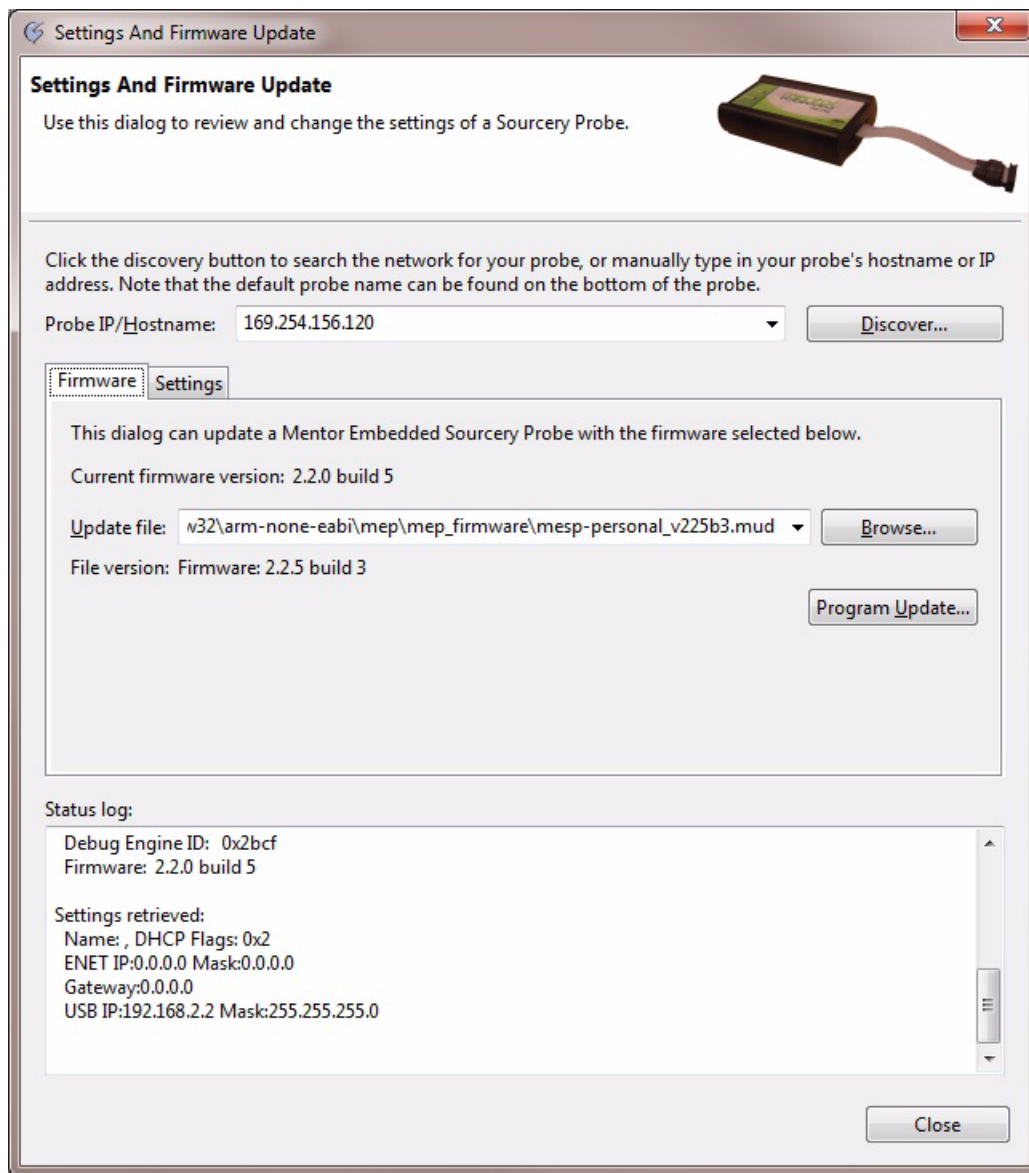 Settings And Firmware Update
Settings And Firmware Update
Use this dialog to review and change the settings of a Sourcery Probe.
Click the discovery button to search the network for your probe, or manually type in your probe's hostname or IP
address. Note that the default probe name can be found on the bottom of the probe.
Probe IP/Hostname: 169.254.156.120 Discover...
Firmware Settings
This dialog can update a Mentor Embedded Sourcery Probe with the firmware selected below.
Current firmware version: 2.2.0 build 5
Update file: w32\arm-none-eabi\mep\mep_firmware\mesp-personal_v225b3.mud Browse...
File version: Firmware: 2.2.5 build 3
Program Update...
Status log:
Debug Engine ID: 0x2bcf
Firmware: 2.2.0 build 5
Settings retrieved:
Name: , DHCP Flags: 0x2
ENET IP:0.0.0.0 Mask:0.0.0.0
Gateway:0.0.0.0
USB IP:192.168.2.2 Mask:255.255.255.0
Close